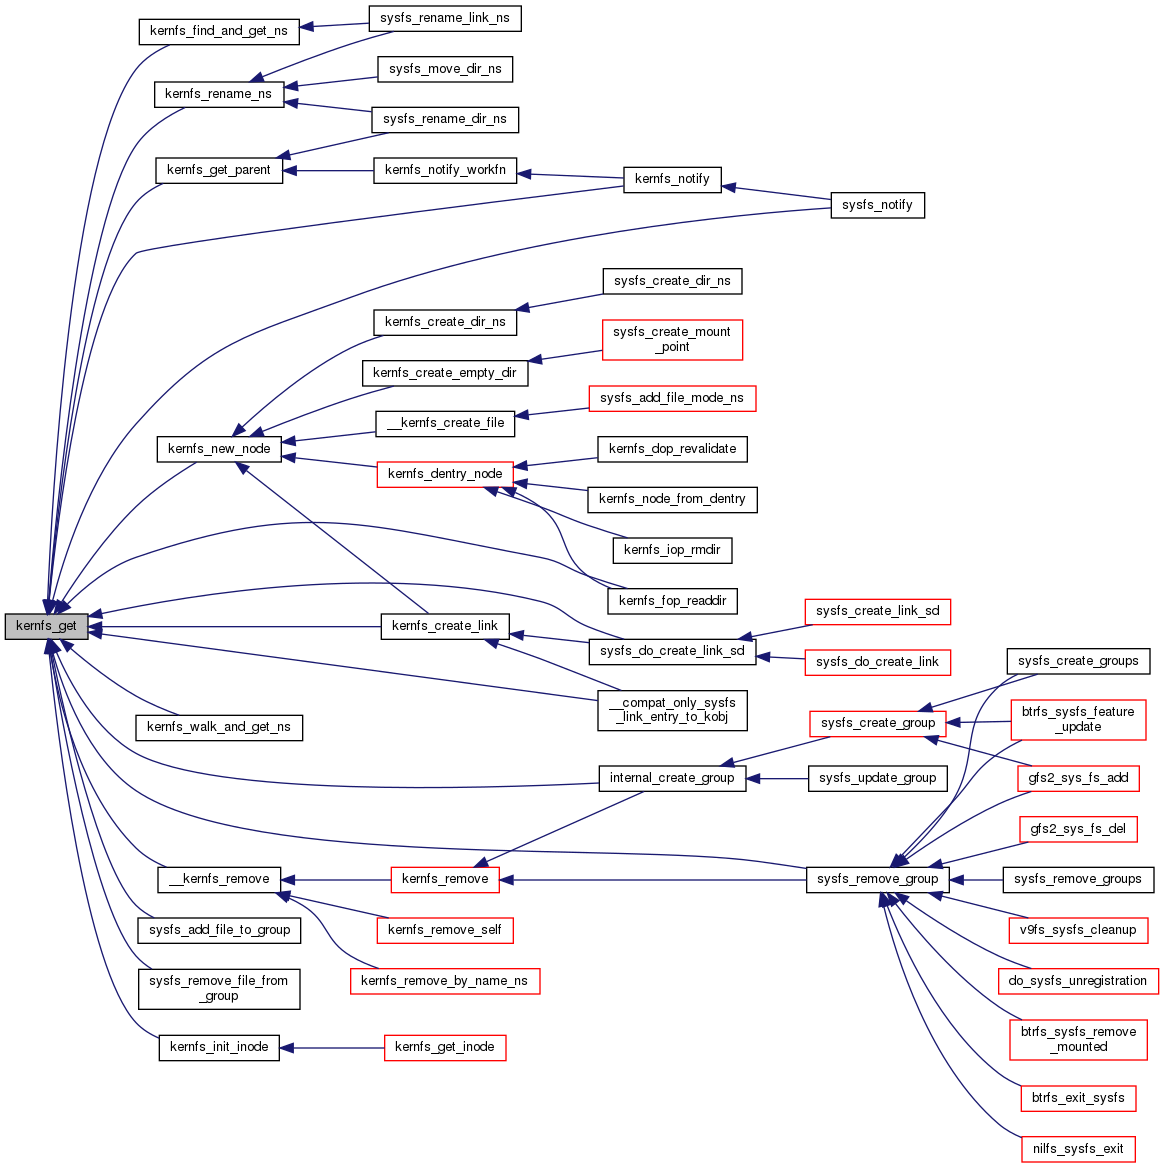 sysfs_rename_link_ns
kernfs_find_and_get_ns
sysfs_move_dir_ns
kernfs_rename_ns
sysfs_rename_dir_ns
kernfs_get_parent
kernfs_notify_workfn
kernfs_notify
sysfs_notify
sysfs_create_dir_ns
kernfs_create_dir_ns
sysfs_create_mount
_point
kernfs_create_empty_dir
sysfs_add_file_mode_ns
__kernfs_create_file
kernfs_new_node
kernfs_dop_revalidate
kernfs_dentry_node
kernfs_node_from_dentry
kernfs_iop_rmdir
kernfs_fop_readdir
kernfs_get
kernfs_create_link
sysfs_create_link_sd
sysfs_do_create_link_sd
sysfs_do_create_link
sysfs_create_groups
__compat_only_sysfs
_link_entry_to_kobj
kernfs_walk_and_get_ns
sysfs_create_group
btrfs_sysfs_feature
_update
internal_create_group
sysfs_update_group
gfs2_sys_fs_add
gfs2_sys_fs_del
__kernfs_remove
kernfs_remove
sysfs_remove_group
sysfs_remove_groups
sysfs_add_file_to_group
kernfs_remove_self
v9fs_sysfs_cleanup
sysfs_remove_file_from
_group
kernfs_remove_by_name_ns
do_sysfs_unregistration
kernfs_init_inode
kernfs_get_inode
btrfs_sysfs_remove
_mounted
btrfs_exit_sysfs
nilfs_sysfs_exit